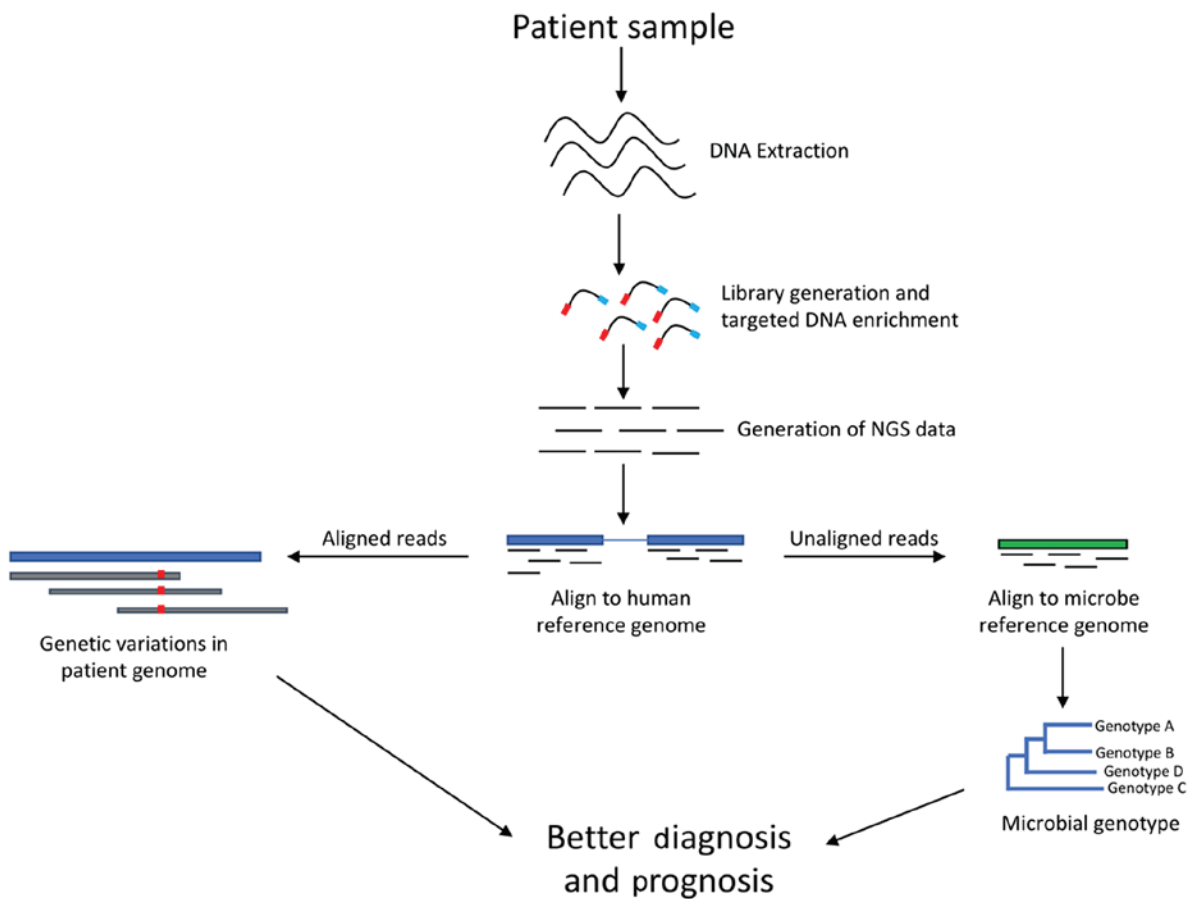 Patient sample
DNA Extraction
Library generation and
targeted DNA enrichment
Generation of NGS data
Aligned reads
Unaligned reads
Align to human
reference genome
Align to microbe
reference genome
Genetic variations in
patient genome
Genotype A
Genotype B
Genotype D
Genotype C
Microbial genotype
Better diagnosis
and prognosis